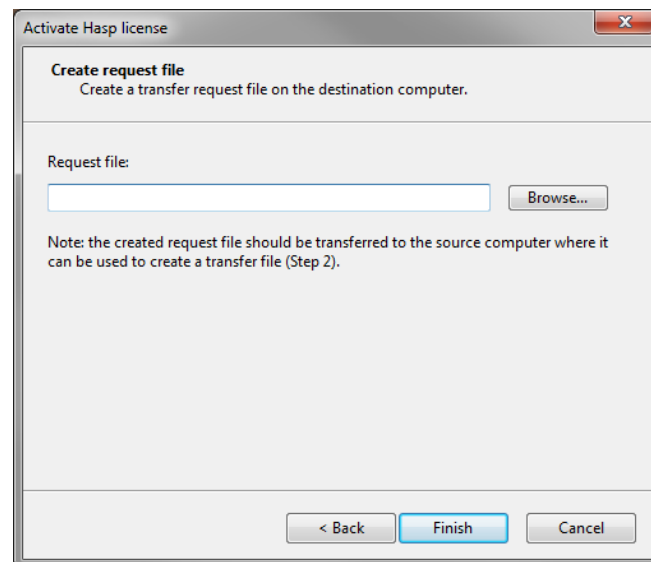 Activate Hasp license
Create request file
Create a transfer request file on the destination computer.
Request file:
Browse...
Note: the created request file should be transferred to the source computer where it
can be used to create a transfer file (Step 2).
< Back
Finish
Cancel